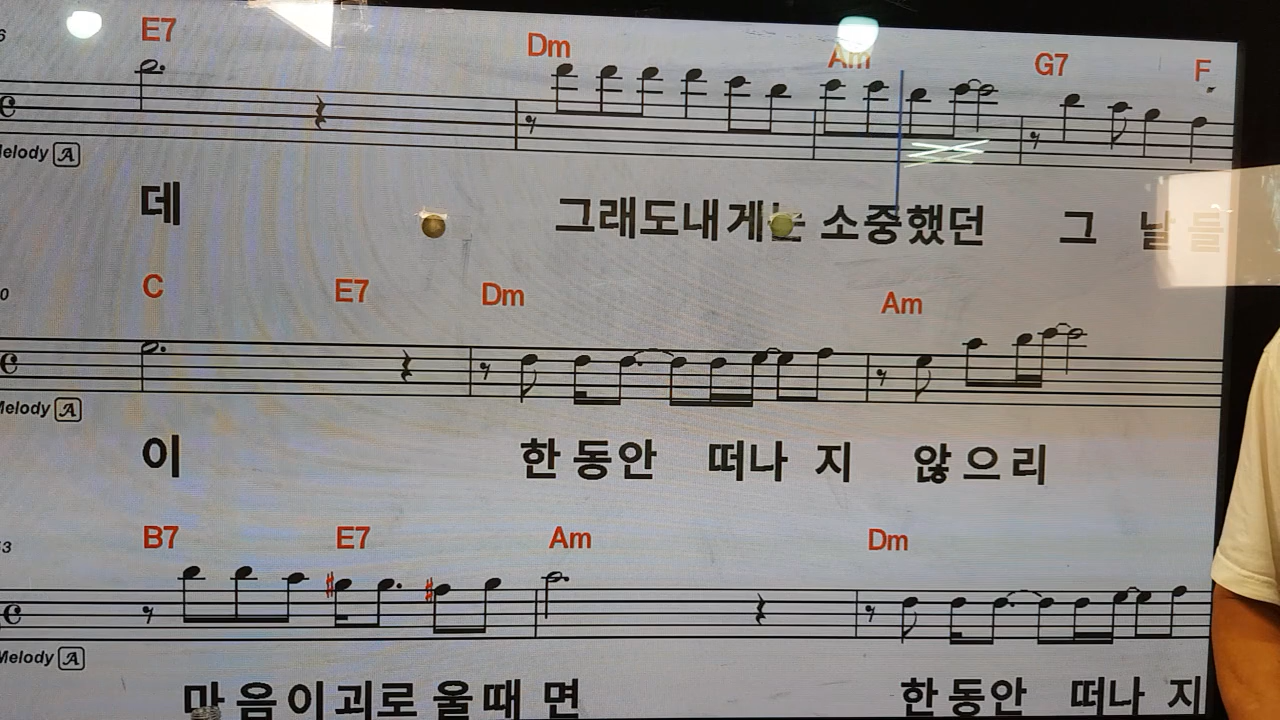 E7 Dm Am G7 F
Melody A
데 그래도내게는 소중했던 그 날들
C E7 Dm Am
Melody A
이 한동안 떠나지 않으리
B7 E7 Am Dm
Melody A
마음이괴로울때면 한동안 떠나지